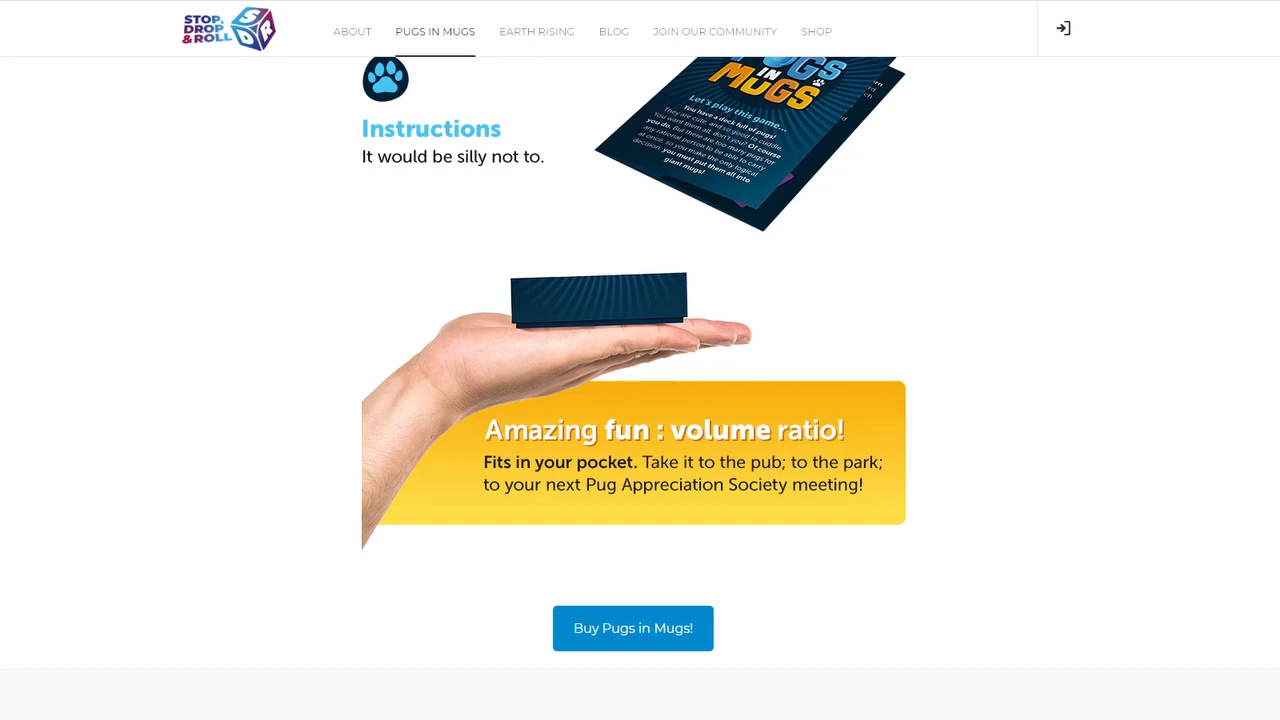 STOP,
DROP
& ROLL
S
D
R
ABOUT
PUGS IN MUGS
EARTH RISING
BLOG
JOIN OUR COMMUNITY
SHOP
PUGS
IN
MUGS
Let's play this game...
You have a deck full of pugs!
They are cute, and so good to cuddle
You want them all, don't you? Of course
you do. But there are too many pugs for
any rational person to be able to carry
at once, so you make the only logical
decision: you must put them all into
giant mugs!
Instructions
It would be silly not to.
Amazing fun : volume ratio!
Fits in your pocket. Take it to the pub; to the park;
to your next Pug Appreciation Society meeting!
Buy Pugs in Mugs!